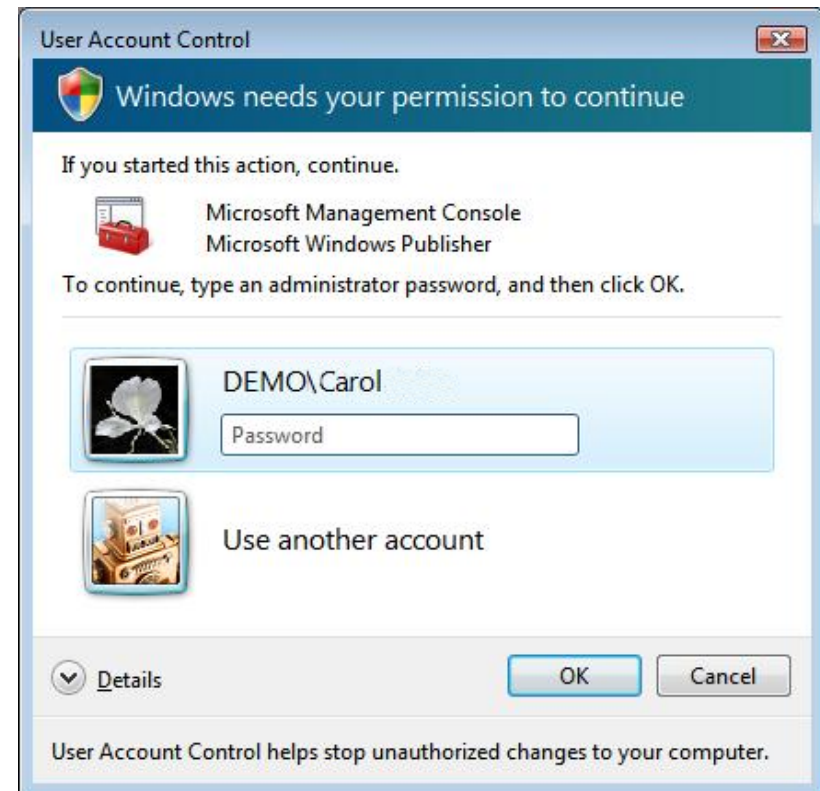 User Account Control
Windows needs your permission to continue
If you started this action, continue.
Microsoft Management Console
Microsoft Windows Publisher
To continue, type an administrator password, and then click OK.
DEMO\Carol
Password
Use another account
Details
OK
Cancel
User Account Control helps stop unauthorized changes to your computer.